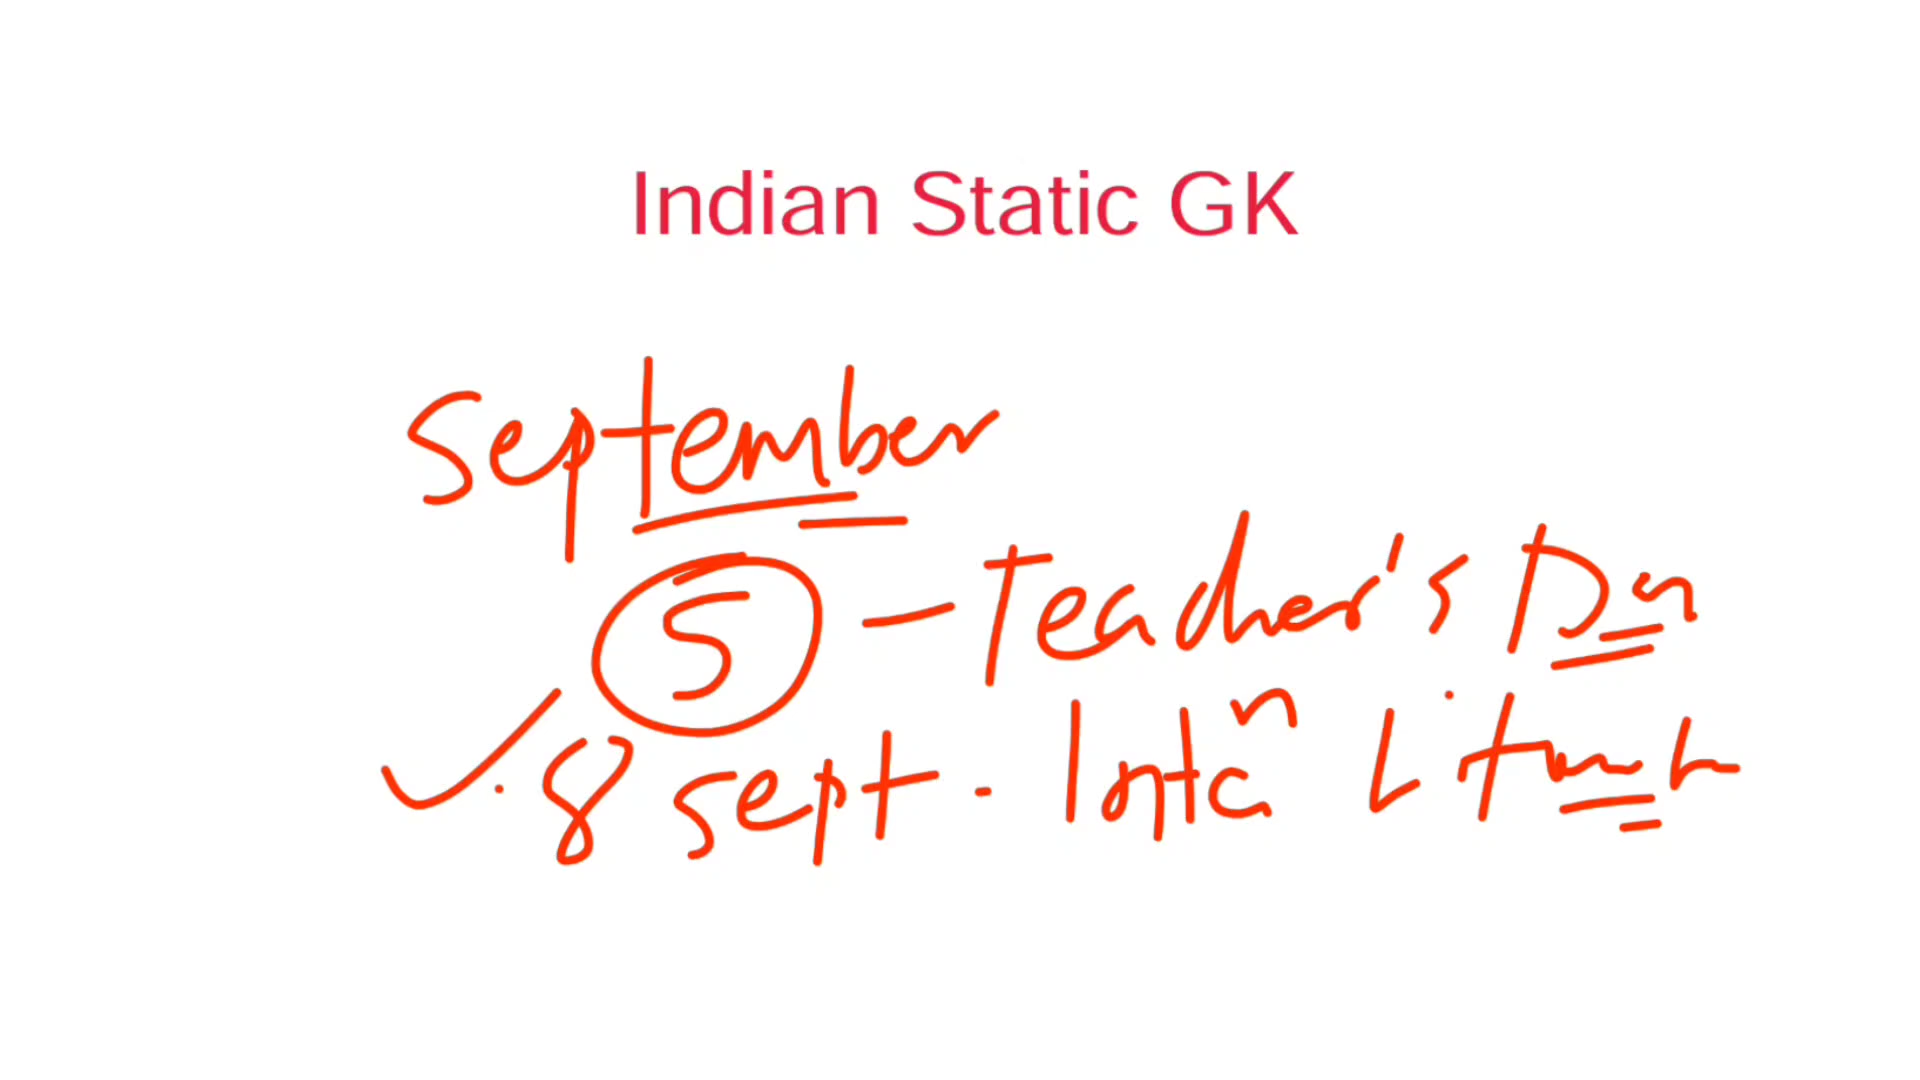 Indian Static GK
September
5 - Teacher's Day
8 sept. Intn